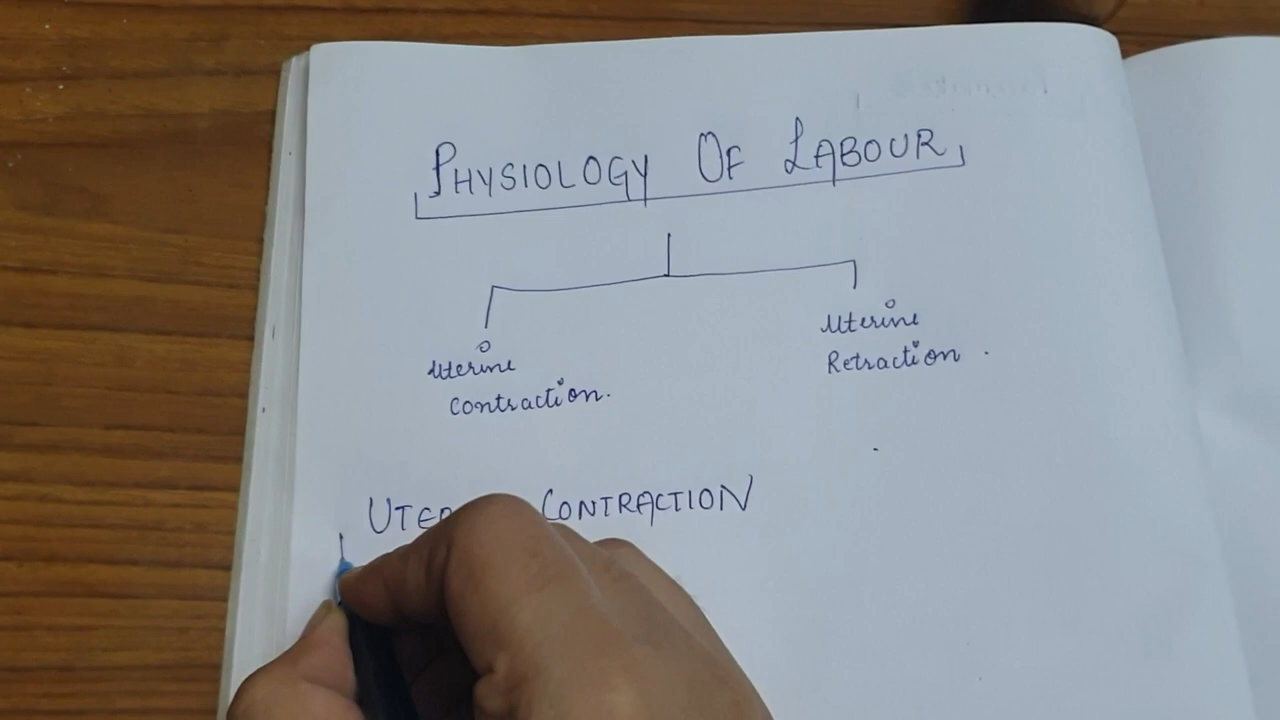 PHYSIOLOGY OF LABOUR
Uterine
Contraction.
Uterine
Retraction.
CONTRACTION